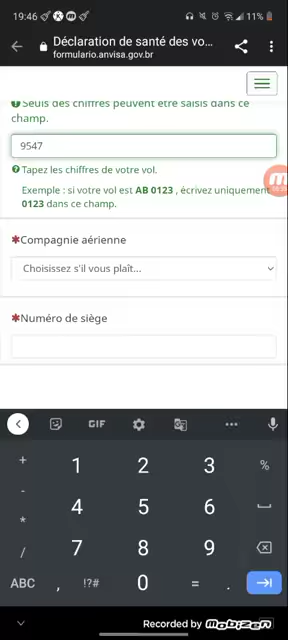 19:46 11%
Déclaration de santé des vo...
formulario.anvisa.gov.br
Seuls des chiffres peuvent être saisis dans ce
champ.
9547
Tapez les chiffres de votre vol.
Exemple : si votre vol est AB 0123 , écrivez uniquement
0123 dans ce champ.
*Compagnie aérienne
Choisissez s'il vous plaît...
*Numéro de siège
GIF
+ 1 2 3 %
- 4 5 6
* 7 8 9
/
ABC , !?# 0 = .
Recorded by Mobizen